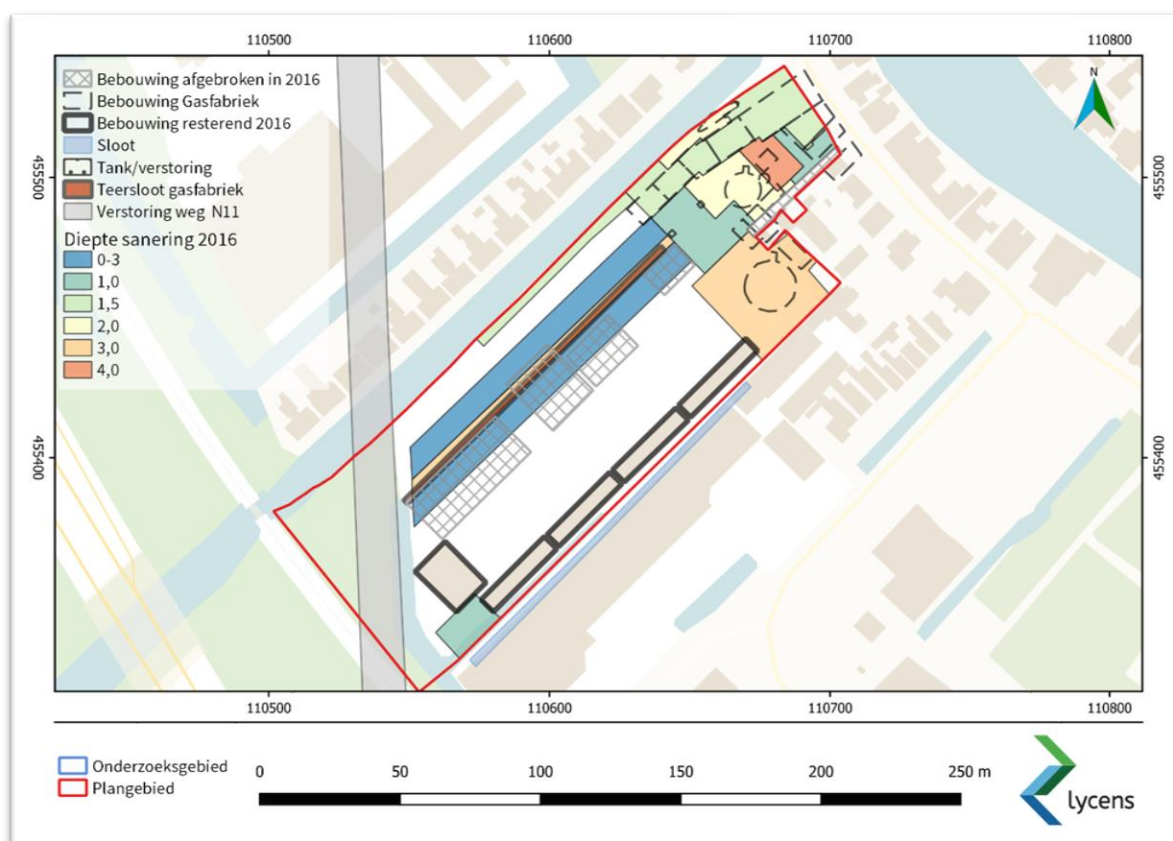 110500 110600 110700 110800
Bebouwing afgebroken in 2016
Bebouwing Gasfabriek
Bebouwing resterend 2016
Sloot
Tank/verstoring
Teersloot gasfabriek
Verstoring weg N11
Diepte sanering 2016
0-3
1,0
1,5
2,0
3,0
4,0
N
455500 455500
455400 455400
110500 110600 110700 110800
Onderzoeksgebied
Plangebied
0 50 100 150 200 250 m
lycens